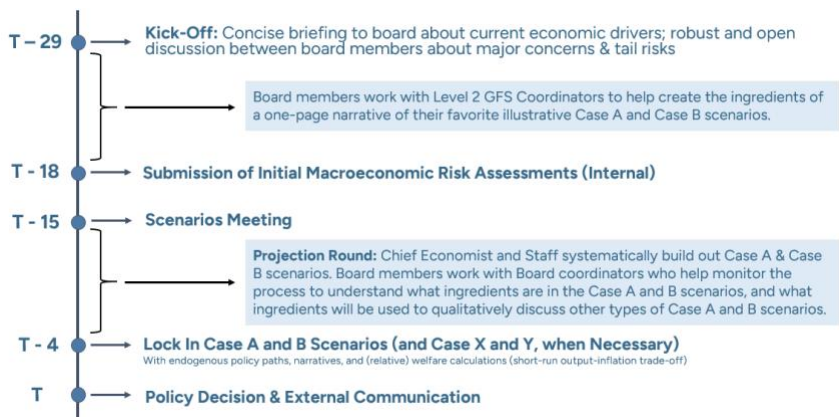 T – 29
Kick-Off: Concise briefing to board about current economic drivers; robust and open
discussion between board members about major concerns & tail risks
Board members work with Level 2 GFS Coordinators to help create the ingredients of
a one-page narrative of their favorite illustrative Case A and Case B scenarios.
T - 18
Submission of Initial Macroeconomic Risk Assessments (Internal)
T - 15
Scenarios Meeting
Projection Round: Chief Economist and Staff systematically build out Case A & Case
B scenarios. Board members work with Board coordinators who help monitor the
process to understand what ingredients are in the Case A and B scenarios, and what
ingredients will be used to qualitatively discuss other types of Case A and B scenarios.
T - 4
Lock In Case A and B Scenarios (and Case X and Y, when Necessary)
With endogenous policy paths, narratives, and (relative) welfare calculations (short-run output-inflation trade-off)
T
Policy Decision & External Communication